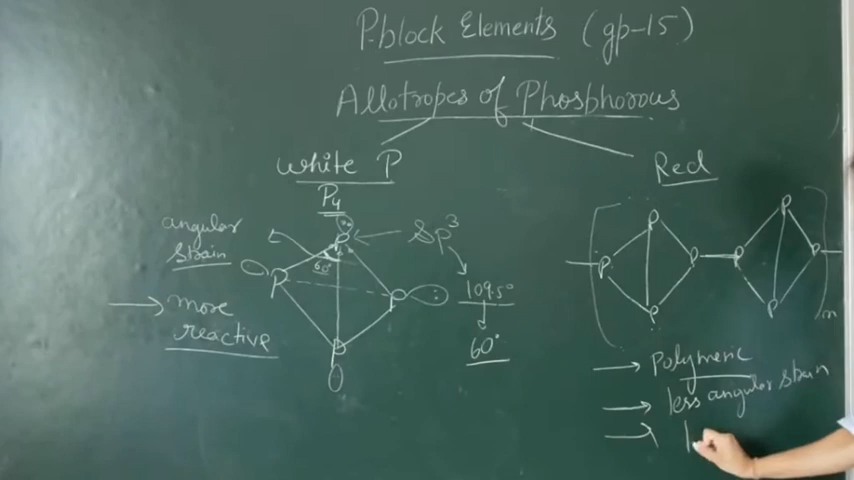 P-block Elements (gp-15)
Allotropes of Phosphorous
White P
P4
angular
strain
60°
sp³
109.5°
60°
more
reactive
P
P
P
P
Red
P
P
P
P
P
P
P
P
n
Polymeric
less angular strain